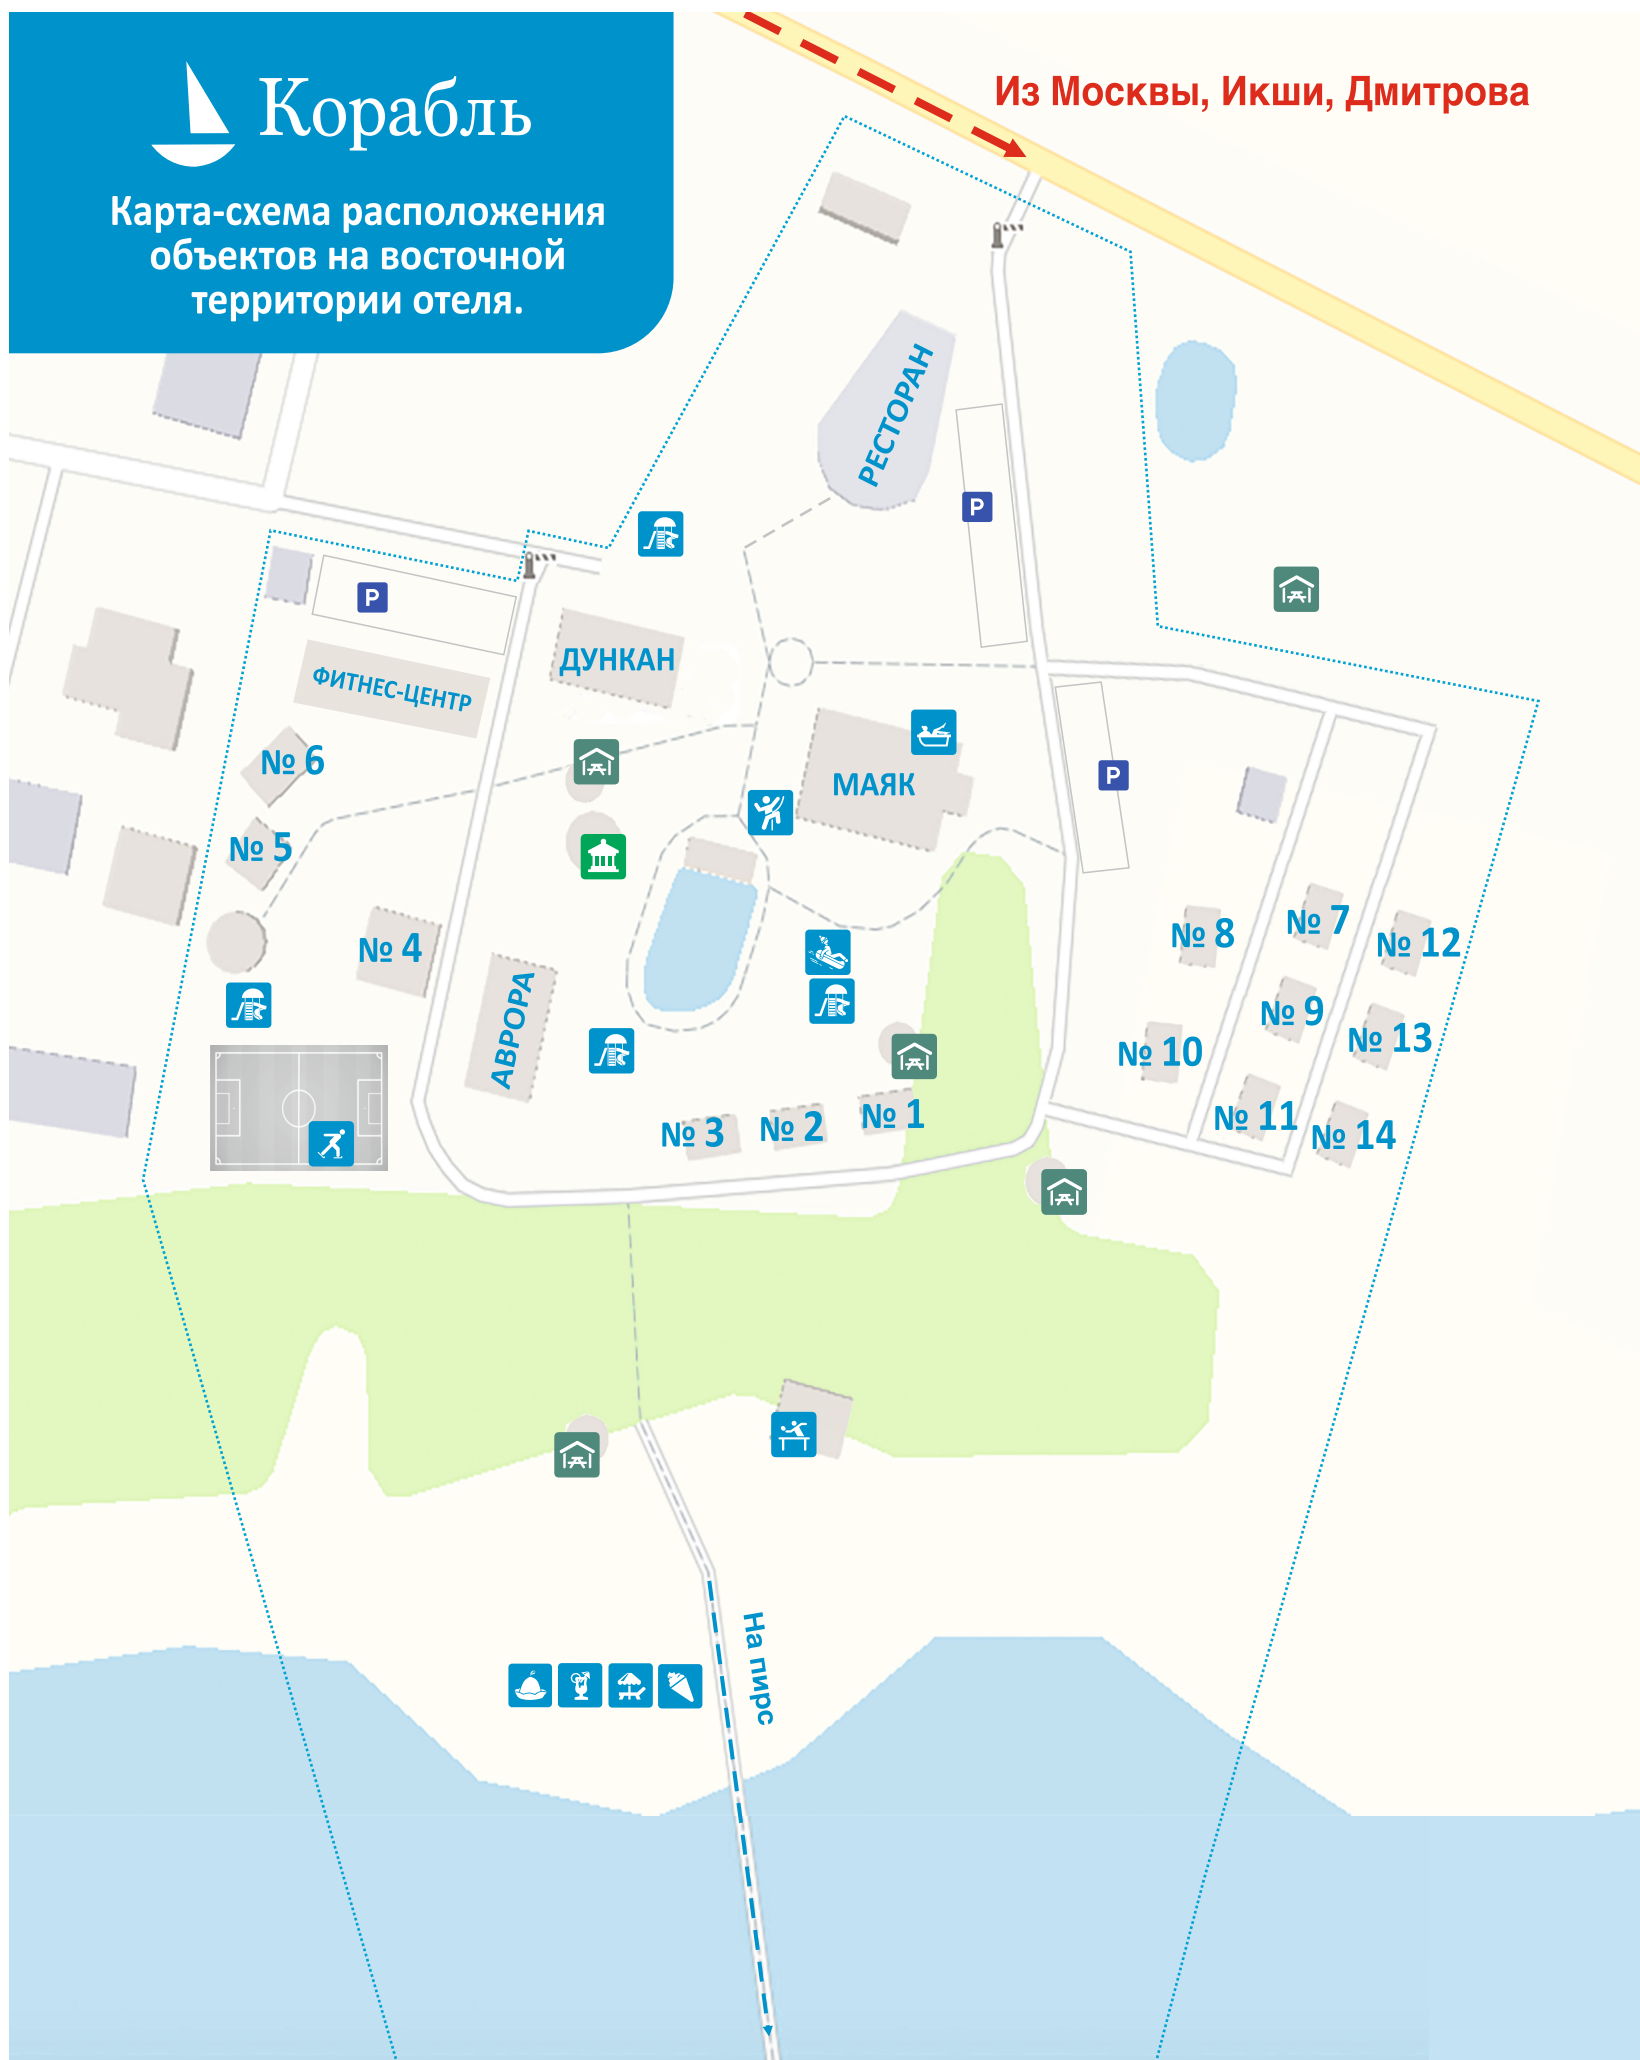 Корабль
Карта-схема расположения
объектов на восточной
территории отеля.
Из Москвы, Икши, Дмитрова
РЕСТОРАН
P
P
ДУНКАН
ФИТНЕС-ЦЕНТР
№ 6
МАЯК
P
№ 5
№ 4
АВРОРА
№ 8
№ 7
№ 12
№ 9
№ 13
№ 10
№ 3
№ 2
№ 1
№ 11
№ 14
На пирс